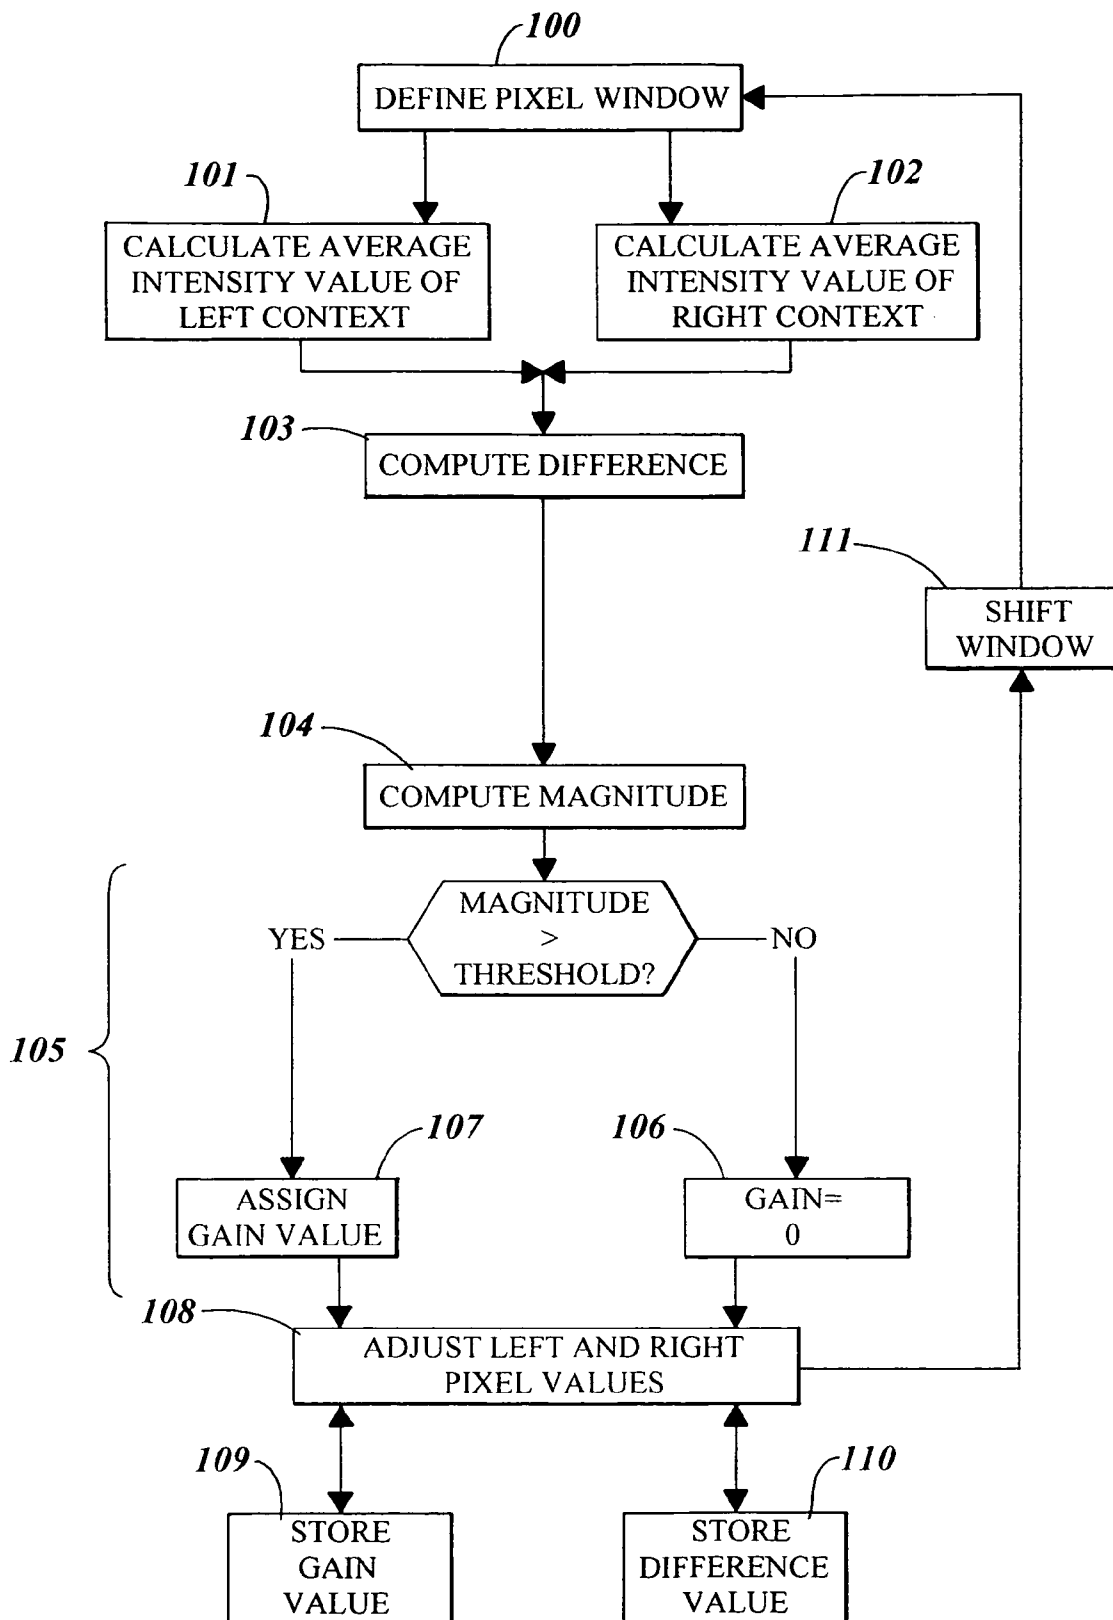 100
DEFINE PIXEL WINDOW
101
102
CALCULATE AVERAGE
INTENSITY VALUE OF
LEFT CONTEXT
CALCULATE AVERAGE
INTENSITY VALUE OF
RIGHT CONTEXT
103
COMPUTE DIFFERENCE
111
SHIFT
WINDOW
104
COMPUTE MAGNITUDE
MAGNITUDE
>
THRESHOLD?
YES
NO
105
107
106
ASSIGN
GAIN VALUE
GAIN=
0
108
ADJUST LEFT AND RIGHT
PIXEL VALUES
109
110
STORE
GAIN
VALUE
STORE
DIFFERENCE
VALUE